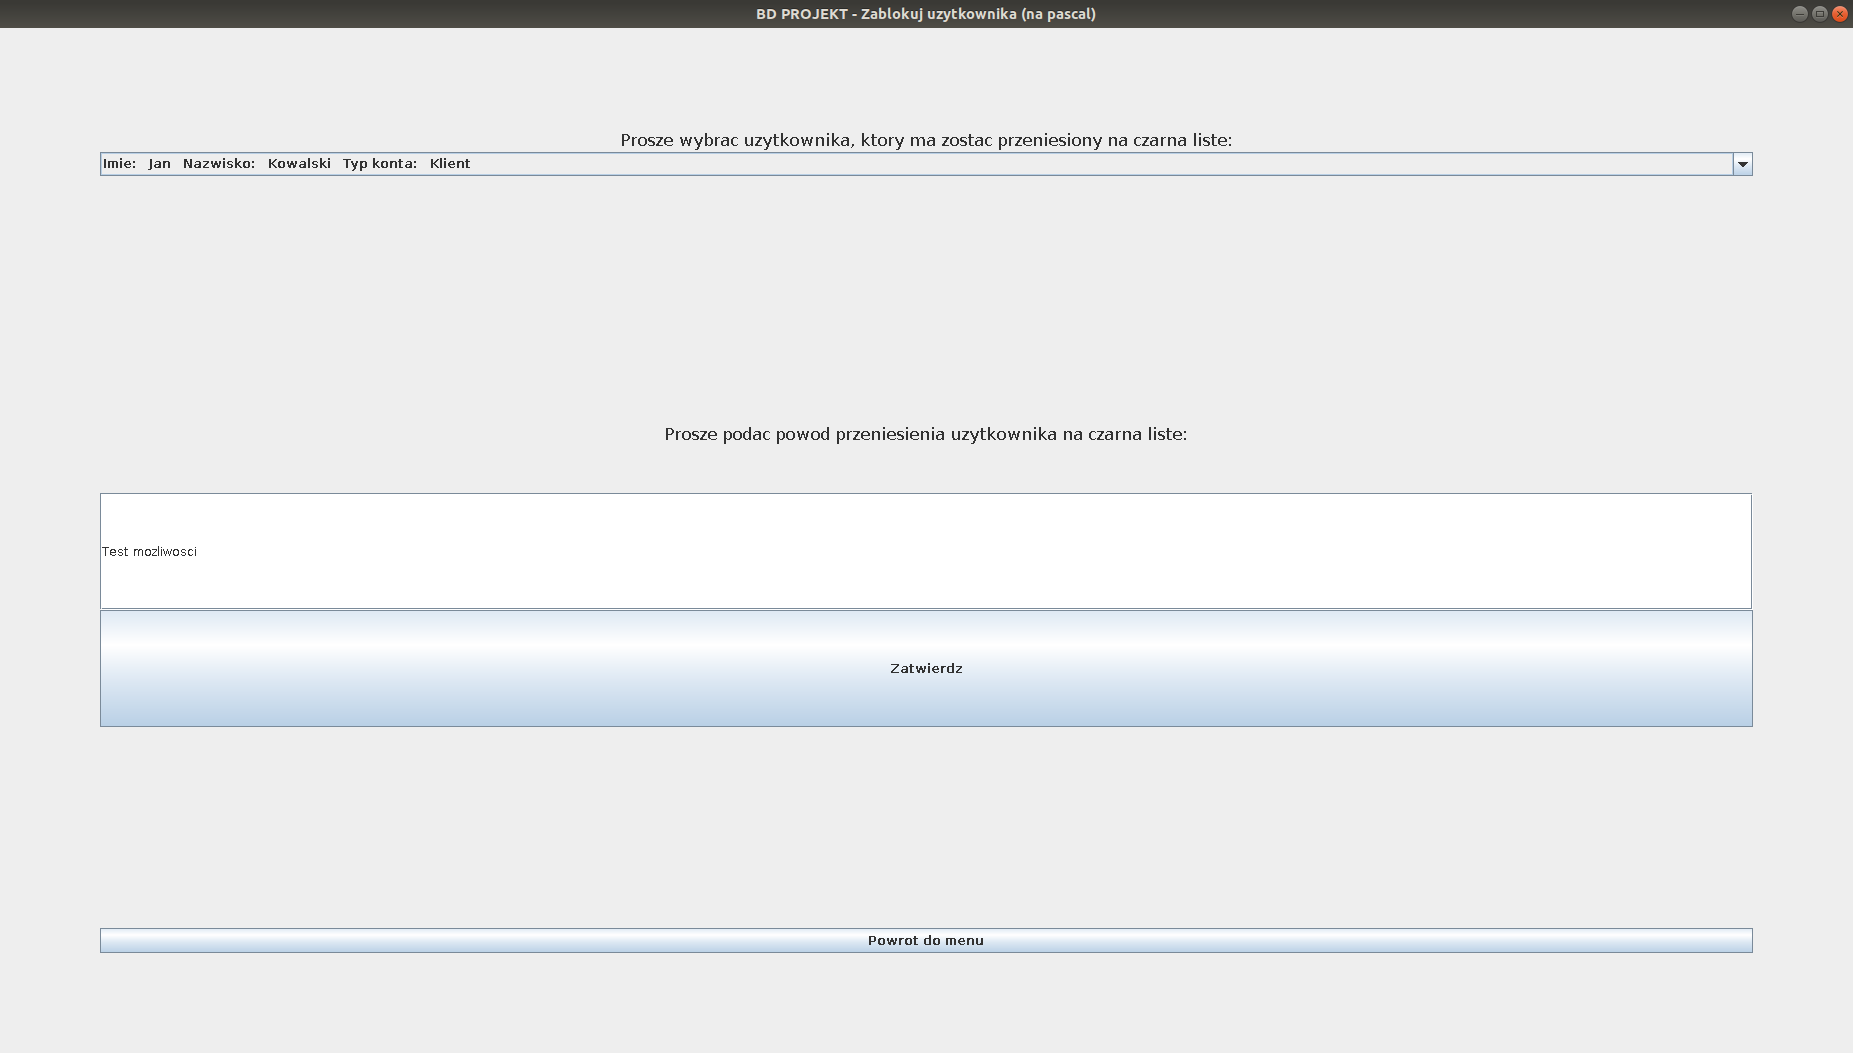 BD PROJEKT - Zablokuj uzytkownika (na pascal)
Prosze wybrac uzytkownika, ktory ma zostac przeniesiony na czarna liste:
Imie: Jan Nazwisko: Kowalski Typ konta: Klient
Prosze podac powod przeniesienia uzytkownika na czarna liste:
Test mozliwosci
Zatwierdz
Powrot do menu